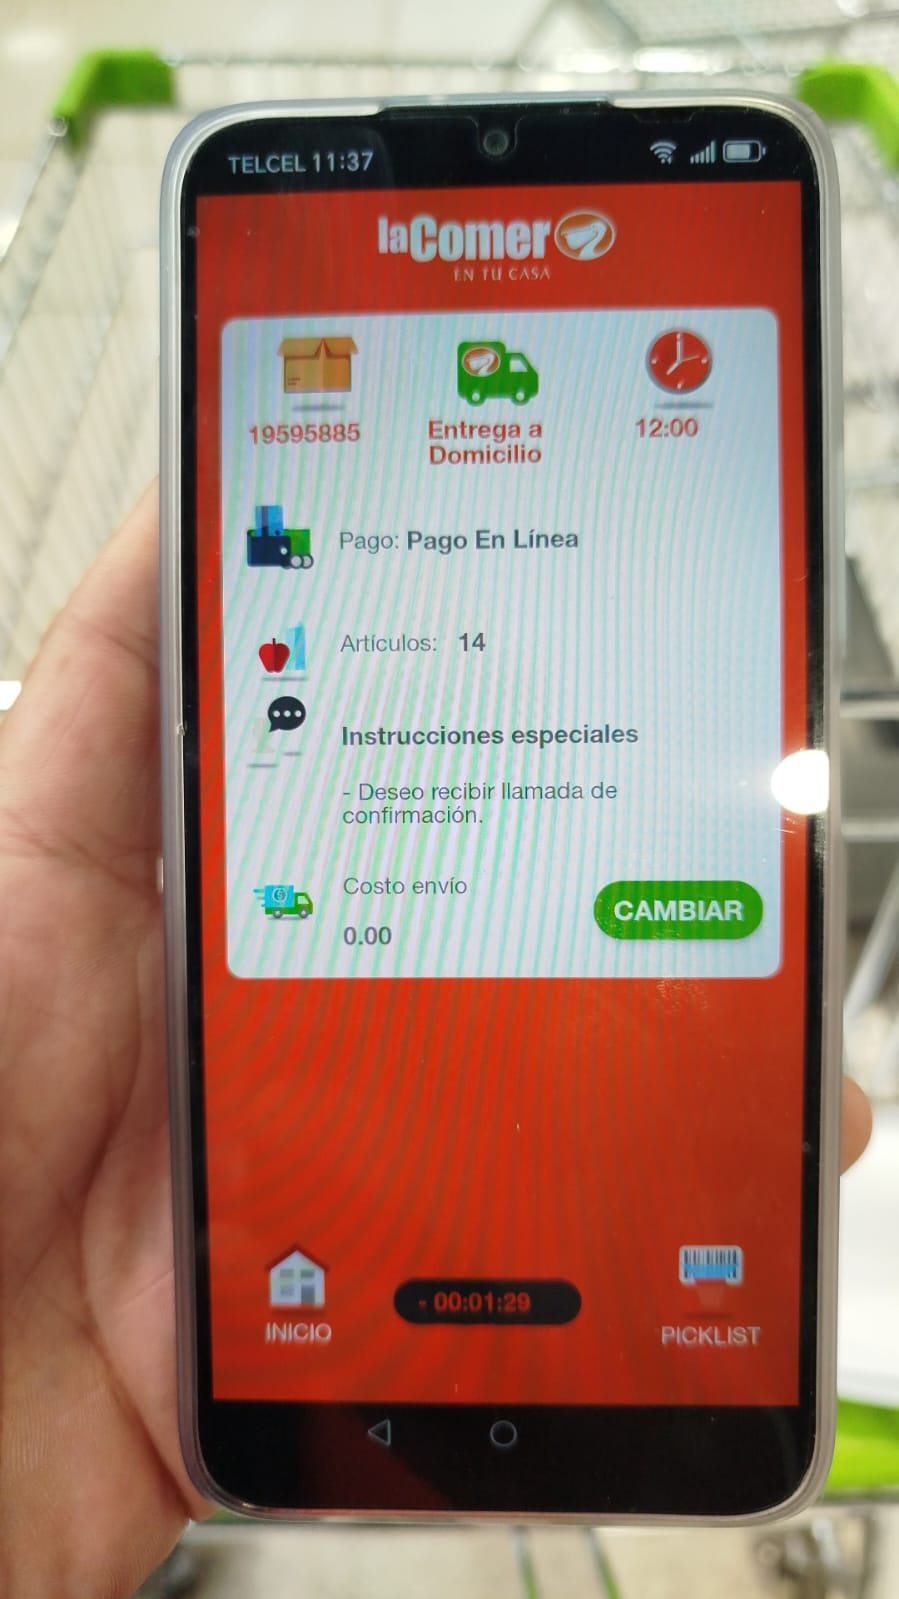 TELCEL 11:37
laComer
EN TU CASA
19595885
Entrega a
Domicilio
12:00
Pago: Pago En Línea
Artículos: 14
Instrucciones especiales
- Deseo recibir llamada de
confirmación.
Costo envío
0.00
CAMBIAR
INICIO
- 00:01:29
PICKLIST